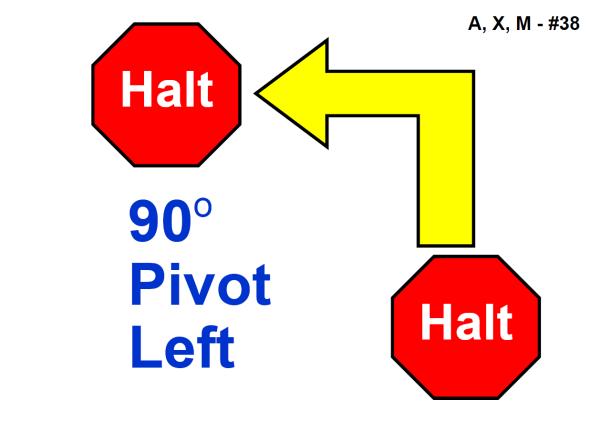 A, X, M - #38
Halt
90º
Pivot
Left
Halt